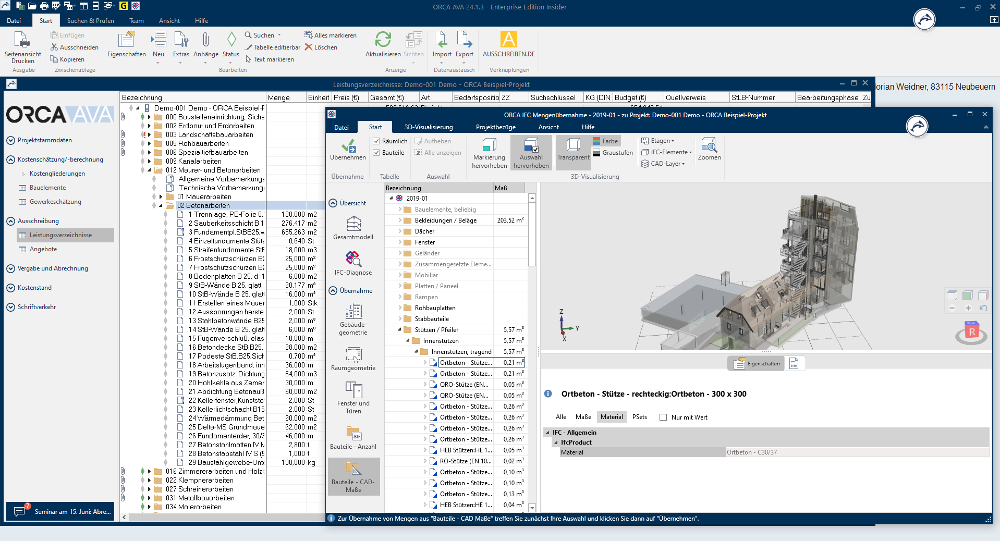 ORCA AVA 24.1.3 - Enterprise Edition Insider
Datei Start Suchen & Prüfen Team Ansicht Hilfe
Seitenansicht Drucken
Ausgabe
Einfügen
Ausschneiden
Kopieren
Zwischenablage
Eigenschaften
Neu
Extras
Anhänge
Status
Suchen
Tabelle editierbar
Text markieren
Alles markieren
Löschen
Bearbeiten
Aktualisieren
Sichten
Anzeige
Import
Export
Datenaustausch
AUSSCHREIBEN.DE
Verknüpfungen
Leistungsverzeichnisse: Demo-001 Demo - ORCA Beispiel-Projekt
orian Weidner, 83115 Neubeuern
ORCA AVA
Projektstammdaten
Kostenschätzung/-berechnung
Kostengliederungen
Bauelemente
Gewerkeschätzung
Ausschreibung
Leistungsverzeichnisse
Angebote
Vergabe und Abrechnung
Kostenstand
Schriftverkehr
7
Seminar am 15. Juni: Abre...
Bezeichnung Menge Einheit Preis (€) Gesamt (€) Art Bedarfspositio ZZ Suchschlüssel KG (DIN Budget (€) Quellverweis StLB-Nummer Bearbeitungsphase Zu
Demo-001 Demo - ORCA Beispiel-F
000 Baustelleneinrichtung, Siche
002 Erdbau- und Erdarbeiten
003 Landschaftsbauarbeiten
005 Rohbauarbeiten
006 Spezialtiefbauarbeiten
009 Kanalarbeiten
012 Maurer- und Betonarbeiten
Allgemeine Vorbemerkunge
Technische Vorbemerkung
01 Mauerarbeiten
02 Betonarbeiten
1 Trennlage, PE-Folie 0, 120,000 m2
2 Sauberkeitsschicht B 1 276,417 m2
3 Fundamentpl.StBB25,w 655,263 m2
4 Einzelfundamente Stütz 0,640 St
5 Streifenfundamente StE 18,000 m3
6 Frostschutzschürzen B2 25,000 m²
7 Frostschutzschürzen B2 25,000 m²
8 Bodenplatten B 25, d=1 6,000 m2
9 StB-Wände B 25, glatt, 20,177 m³
10 StB-Wände B 25, glatt 16,000 m³
11 Erstellen eines Mauer 1,000 Stk
12 Aussparungen herste 2,000 St
13 Stahlbetonwände B25 2,000 m³
14 StB-Wände B 25, glatt 6,000 m³
15 Fugenverschluß, elas 10,000 m
16 Betondecke StB,B25, 28,000 m2
17 Podeste StB,B25,Sich 0,700 m³
18 Arbeitsfugenband, inn 36,000 m
19 Betonzusatz: Dichtung 54,000 m3
20 Hohlkehle aus Zemer 30,000 m
21 Abdichtung Betonauß 60,000 m2
22 Kellerfenster,Kunststo 2,000 St
23 Kellerlichtschacht B15 2,000 St
24 Wärmedämmung Bet 90,000 m2
25 Delta-MS Grundmaue 62,000 m2
26 Fundamenterder, 30/3 46,000 m
27 Betonstahlmatten IV M 2,800 t
28 Betonstabstahl IV S (5 1,000 t
29 Baustahlgewebe-Unte 100,000 kg
016 Zimmererarbeiten und Holzb
022 Klempnerarbeiten
027 Schreinerarbeiten
031 Metallbauarbeiten
034 Malerarbeiten
ORCA IFC Mengenübernahme - 2019-01 - zu Projekt: Demo-001 Demo - ORCA Beispiel-Projekt
Datei Start 3D-Visualisierung Projektbezüge Ansicht Hilfe
Übernehmen
Übernahme
Räumlich
Bauteile
Tabelle
Aufheben
Alle anzeigen
Auswahl
Markierung hervorheben
Auswahl hervorheben
Transparent
Farbe
Graustufen
Etagen
IFC-Elemente
CAD-Layer
Zoomen
3D-Visualisierung
Übersicht
Gesamtmodell
IFC-Diagnose
Übernahme
Gebäude-
geometrie
Raumgeometrie
Fenster und
Türen
Stk
Bauteile - Anzahl
Bauteile - CAD-
Maße
Bezeichnung Maß
2019-01
Bauelemente, beliebig
Bekleidungen / Beläge 203,52 m²
Dächer
Fenster
Geländer
Zusammengesetzte Eleme...
Mobiliar
Platten / Paneel
Rampen
Rohbauplatten
Stabbauteile
Stützen / Pfeiler 5,57 m³
Innenstützen 5,57 m³
Innenstützen, tragend 5,57 m³
Ortbeton - Stütze... 0,21 m³
Ortbeton - Stütze... 0,21 m³
QRO-Stütze (EN... 0,05 m³
QRO-Stütze (EN... 0,05 m³
Ortbeton - Stütze... 0,26 m³
Ortbeton - Stütze... 0,26 m³
Ortbeton - Stütze... 0,26 m³
Ortbeton - Stütze... 0,26 m³
HEB Stützen:HE 1... 0,05 m³
RO-Stütze (EN 10... 0,02 m³
Ortbeton - Stütze... 0,10 m³
Ortbeton - Stütze... 0,10 m³
Ortbeton - Stütze... 0,13 m³
HEB Stützen:HE 1... 0,04 m³
Z
Y
X
R
Eigenschaften
Ortbeton - Stütze - rechteckig:Ortbeton - 300 x 300
Alle Maße Material PSets Nur mit Wert
IFC - Allgemein
IfcProduct
Material Ortbeton - C30/37
Zur Übernahme von Mengen aus "Bauteile - CAD Maße" treffen Sie zunächst Ihre Auswahl und klicken Sie dann auf "Übernehmen".